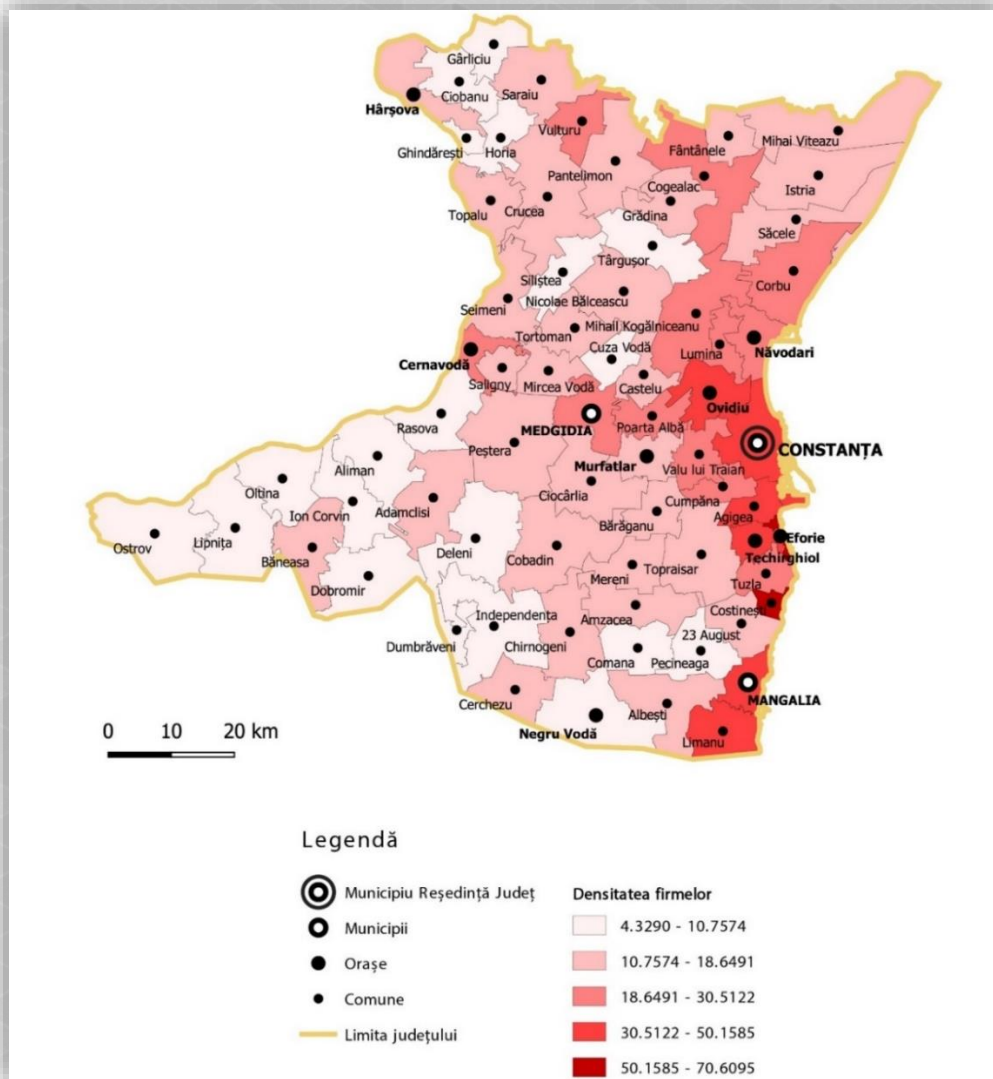 Gârliciu
Ciobanu
Saraiu
Hârșova
Vulturu
Ghindărești
Horia
Fântânele
Mihai Viteazu
Pantelimon
Cogealac
Istria
Topalu
Crucea
Grădina
Săcele
Târgușor
Siliștea
Corbu
Nicolae Bălceascu
Seimeni
Mihail Kogălniceanu
Tortoman
Cuza Vodă
Lumina
Năvodari
Cernavodă
Saligny
Mircea Vodă
Castelu
Ovidiu
Rasova
MEDGIDIA
Poarta Albă
CONSTANȚA
Peștera
Murfatlar
Valu lui Traian
Aliman
Ciocârlia
Oltina
Cumpăna
Ion Corvin
Adamclisi
Bărăganu
Agigea
Ostrov
Lipnița
Eforie
Techirghiol
Băneasa
Deleni
Cobadin
Topraisar
Mereni
Tuzla
Dobromir
Costinești
Independența
Amzacea
23 August
Dumbrăveni
Chirnogeni
Comana
Pecineaga
Cerchezu
MANGALIA
Albești
Negru Vodă
Limanu
0 10 20 km
Legendă
Municipiu Reședință Județ
Municipii
Orașe
Comune
Limita județului
Densitatea firmelor
4.3290 - 10.7574
10.7574 - 18.6491
18.6491 - 30.5122
30.5122 - 50.1585
50.1585 - 70.6095